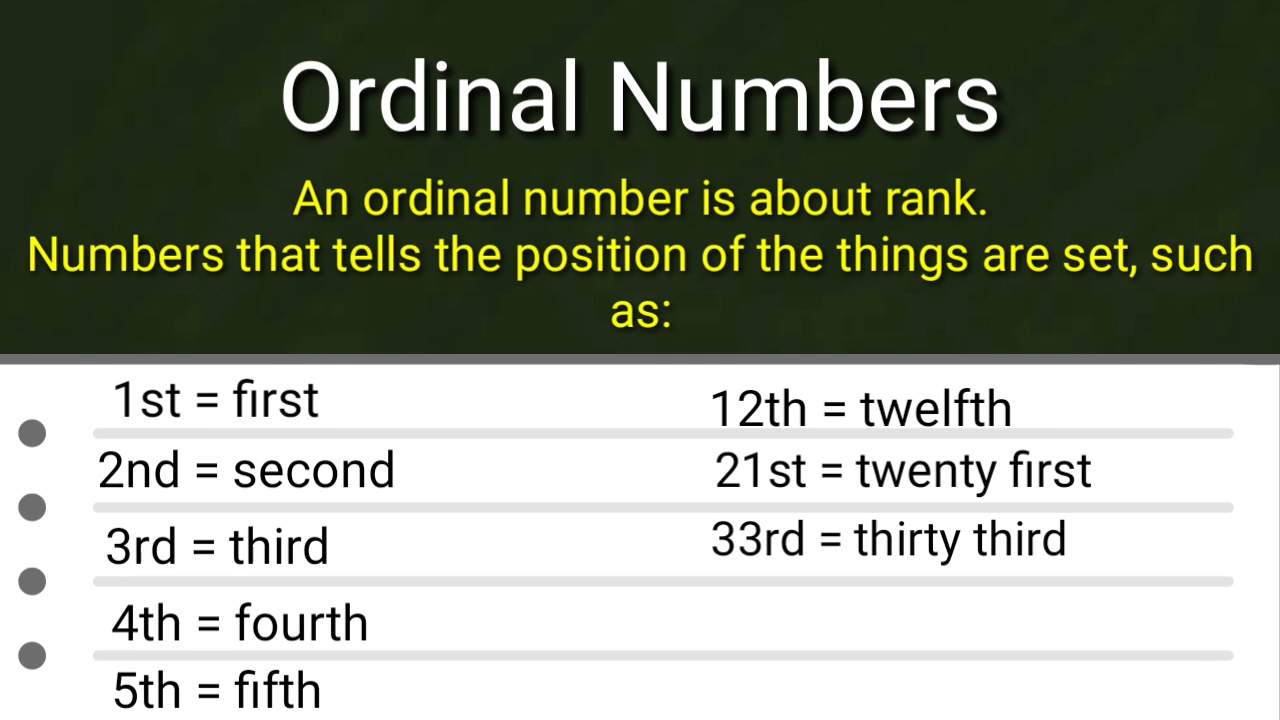 Ordinal Numbers
An ordinal number is about rank.
Numbers that tells the position of the things are set, such
as:
1st = first
2nd = second
3rd = third
4th = fourth
5th = fifth
12th = twelfth
21st = twenty first
33rd = thirty third